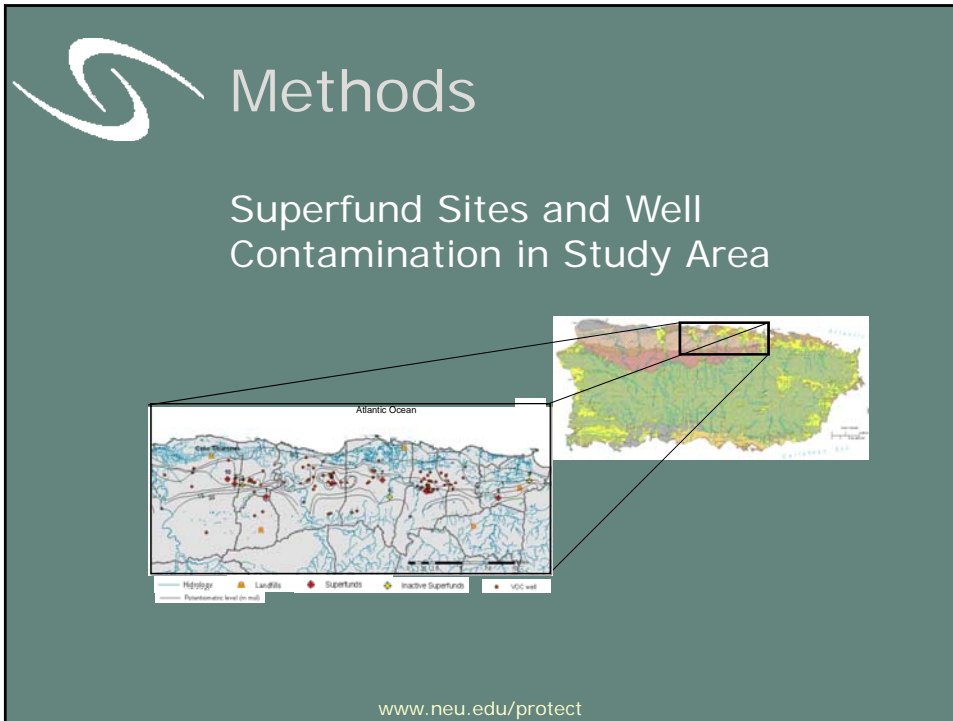 Methods
Superfund Sites and Well
Contamination in Study Area
Atlantic Ocean
Hidrology
Landfills
Superfunds
Inactive Superfunds
VOC well
Potentiometric level (m msl)
www.neu.edu/protect